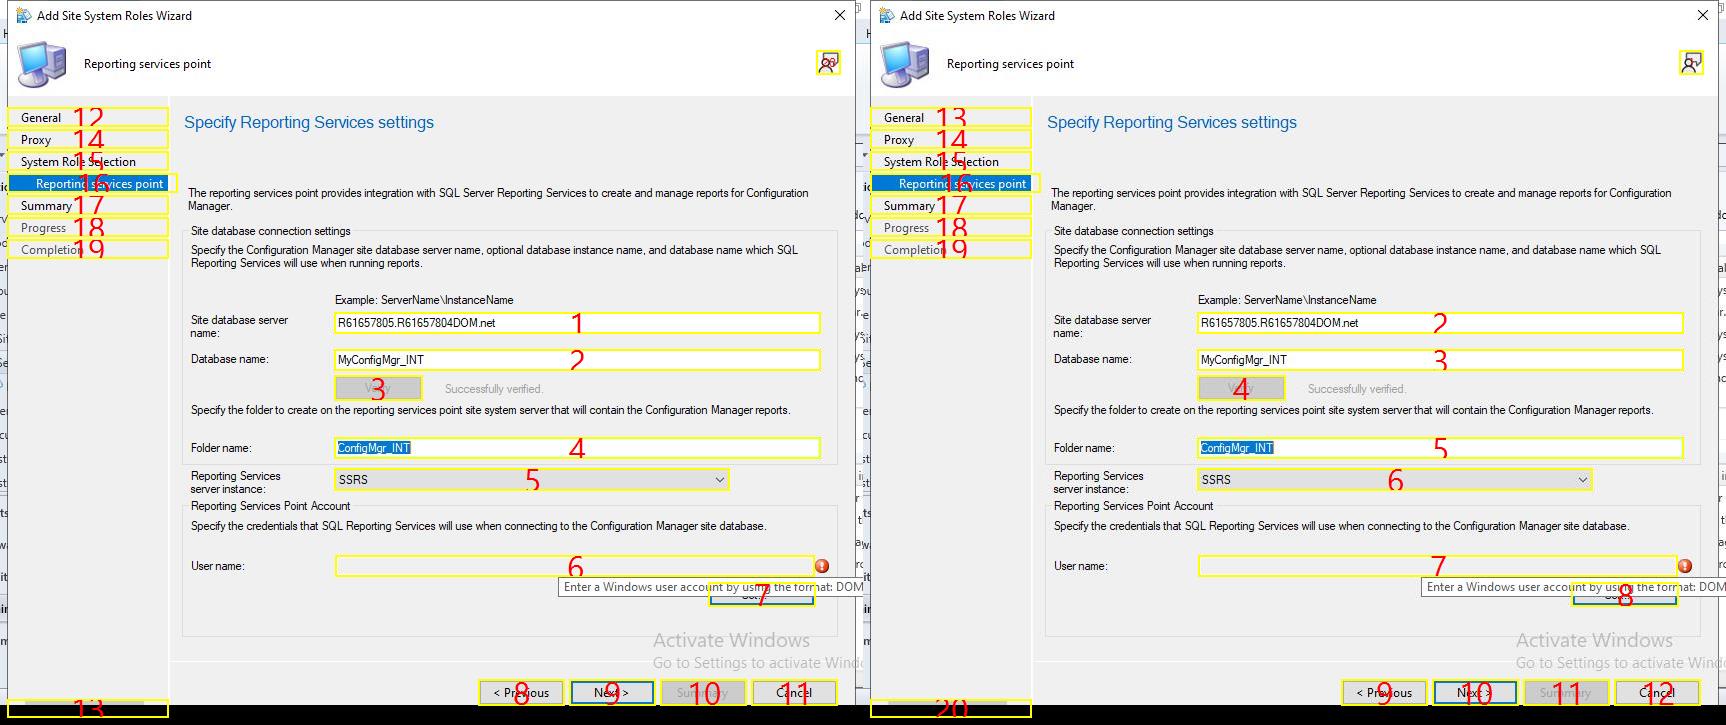 Add Site System Roles Wizard
Reporting services point
General 12
Proxy 14
System Role Selection 15
Reporting services point 16
Summary 17
Progress 18
Completion 19
13
Specify Reporting Services settings
The reporting services point provides integration with SQL Server Reporting Services to create and manage reports for Configuration
Manager.
Site database connection settings
Specify the Configuration Manager site database server name, optional database instance name, and database name which SQL
Reporting Services will use when running reports.
Example: ServerName\InstanceName
Site database server
name:
R61657805.R61657804DOM.net 1
Database name: MyConfigMgr_INT 2
3 Successfully verified.
Specify the folder to create on the reporting services point site system server that will contain the Configuration Manager reports.
Folder name: ConfigMgr_INT 4
Reporting Services
server instance:
SSRS 5
Reporting Services Point Account
Specify the credentials that SQL Reporting Services will use when connecting to the Configuration Manager site database.
User name: 6
Enter a Windows user account by using the format: DOM
7
Activate Windows
Go to Settings to activate Wind
< Previous 8
Next > 9
Summary 10
Cancel 11
Add Site System Roles Wizard
Reporting services point
General 13
Proxy 14
System Role Selection 15
Reporting services point 16
Summary 17
Progress 18
Completion 19
20
Specify Reporting Services settings
The reporting services point provides integration with SQL Server Reporting Services to create and manage reports for Configuration
Manager.
Site database connection settings
Specify the Configuration Manager site database server name, optional database instance name, and database name which SQL
Reporting Services will use when running reports.
Example: ServerName\InstanceName
Site database server
name:
R61657805.R61657804DOM.net 2
Database name: MyConfigMgr_INT 3
4 Successfully verified.
Specify the folder to create on the reporting services point site system server that will contain the Configuration Manager reports.
Folder name: ConfigMgr_INT 5
Reporting Services
server instance:
SSRS 6
Reporting Services Point Account
Specify the credentials that SQL Reporting Services will use when connecting to the Configuration Manager site database.
User name: 7
Enter a Windows user account by using the format: DOM
8
Activate Windows
Go to Settings to activate Wind
< Previous 9
Next > 10
Summary 11
Cancel 12